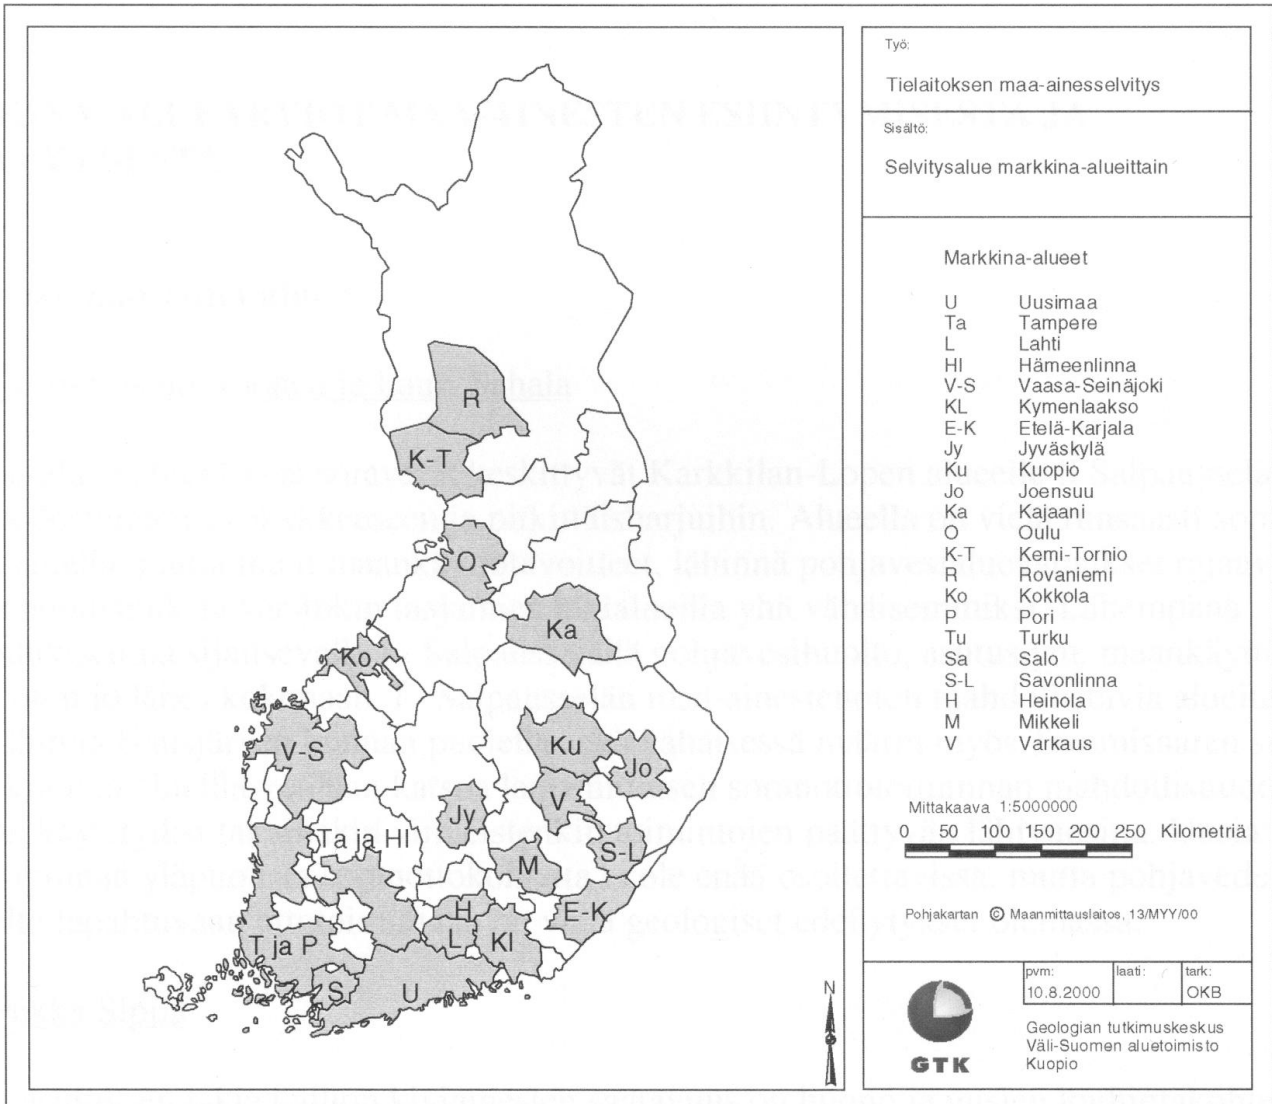 Työ:
Tielaitoksen maa-ainesselvitys
Sisältö:
Selvitysalue markkina-alueittain
Markkina-alueet
U Uusimaa
Ta Tampere
L Lahti
Hl Hämeenlinna
V-S Vaasa-Seinäjoki
KL Kymenlaakso
E-K Etelä-Karjala
Jy Jyväskylä
Ku Kuopio
Jo Joensuu
Ka Kajaani
O Oulu
K-T Kemi-Tornio
R Rovaniemi
Ko Kokkola
P Pori
Tu Turku
Sa Salo
S-L Savonlinna
H Heinola
M Mikkeli
V Varkaus
Mittakaava 1:5000000
0 50 100 150 200 250 Kilometriä
Pohjakartan © Maanmittauslaitos, 13/MYY/00
pvm: laati: tark:
10.8.2000 OKB
GTK
Geologian tutkimuskeskus
Väli-Suomen aluetoimisto
Kuopio
R
K-T
O
Ka
Ko
V-S
Ku
Jo
V
Jy
Ta ja Hl
S-L
M
H
E-K
T ja P
L
Kl
S
U
N